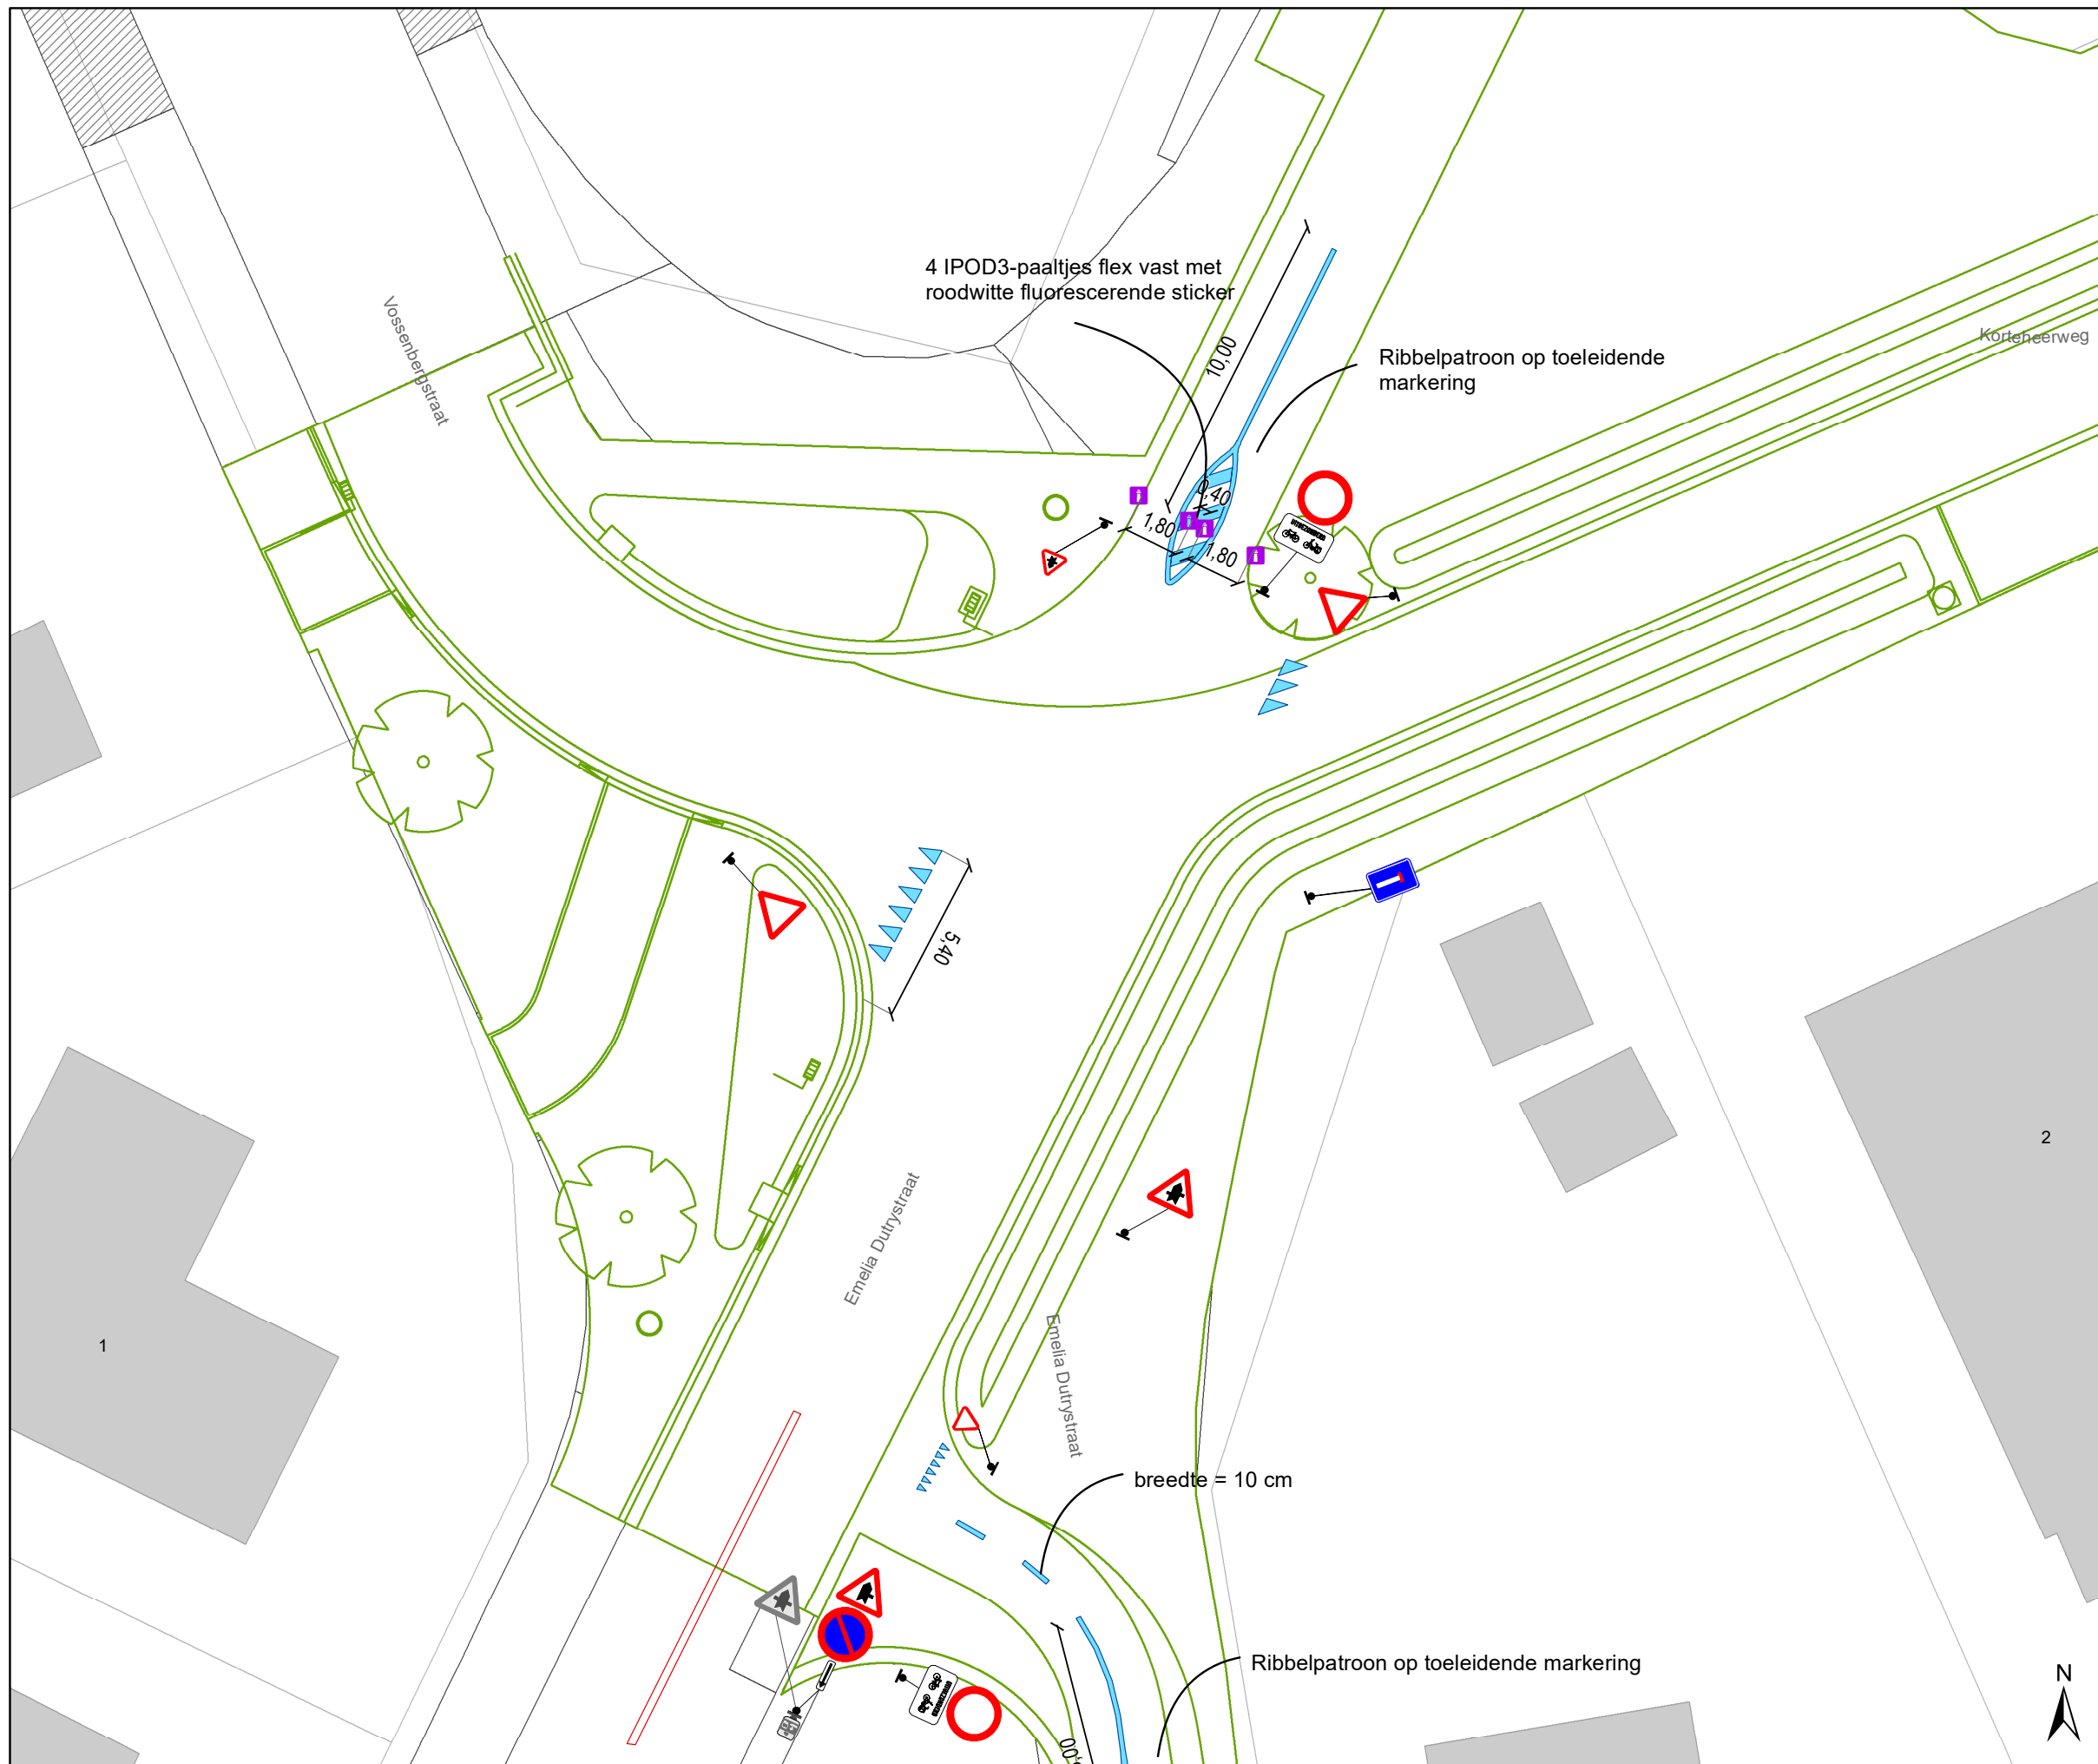 4 IPOD3-paaltjes flex vast met
roodwitte fluorescerende sticker
Vossenbergstraat
10,00
Ribbelpatroon op toeleidende
markering
Korteheerweg
0,40
1,80
1,80
5,40
2
Emelia Dutrystraat
Emelia Dutrystraat
1
breedte = 10 cm
Ribbelpatroon op toeleidende markering
N